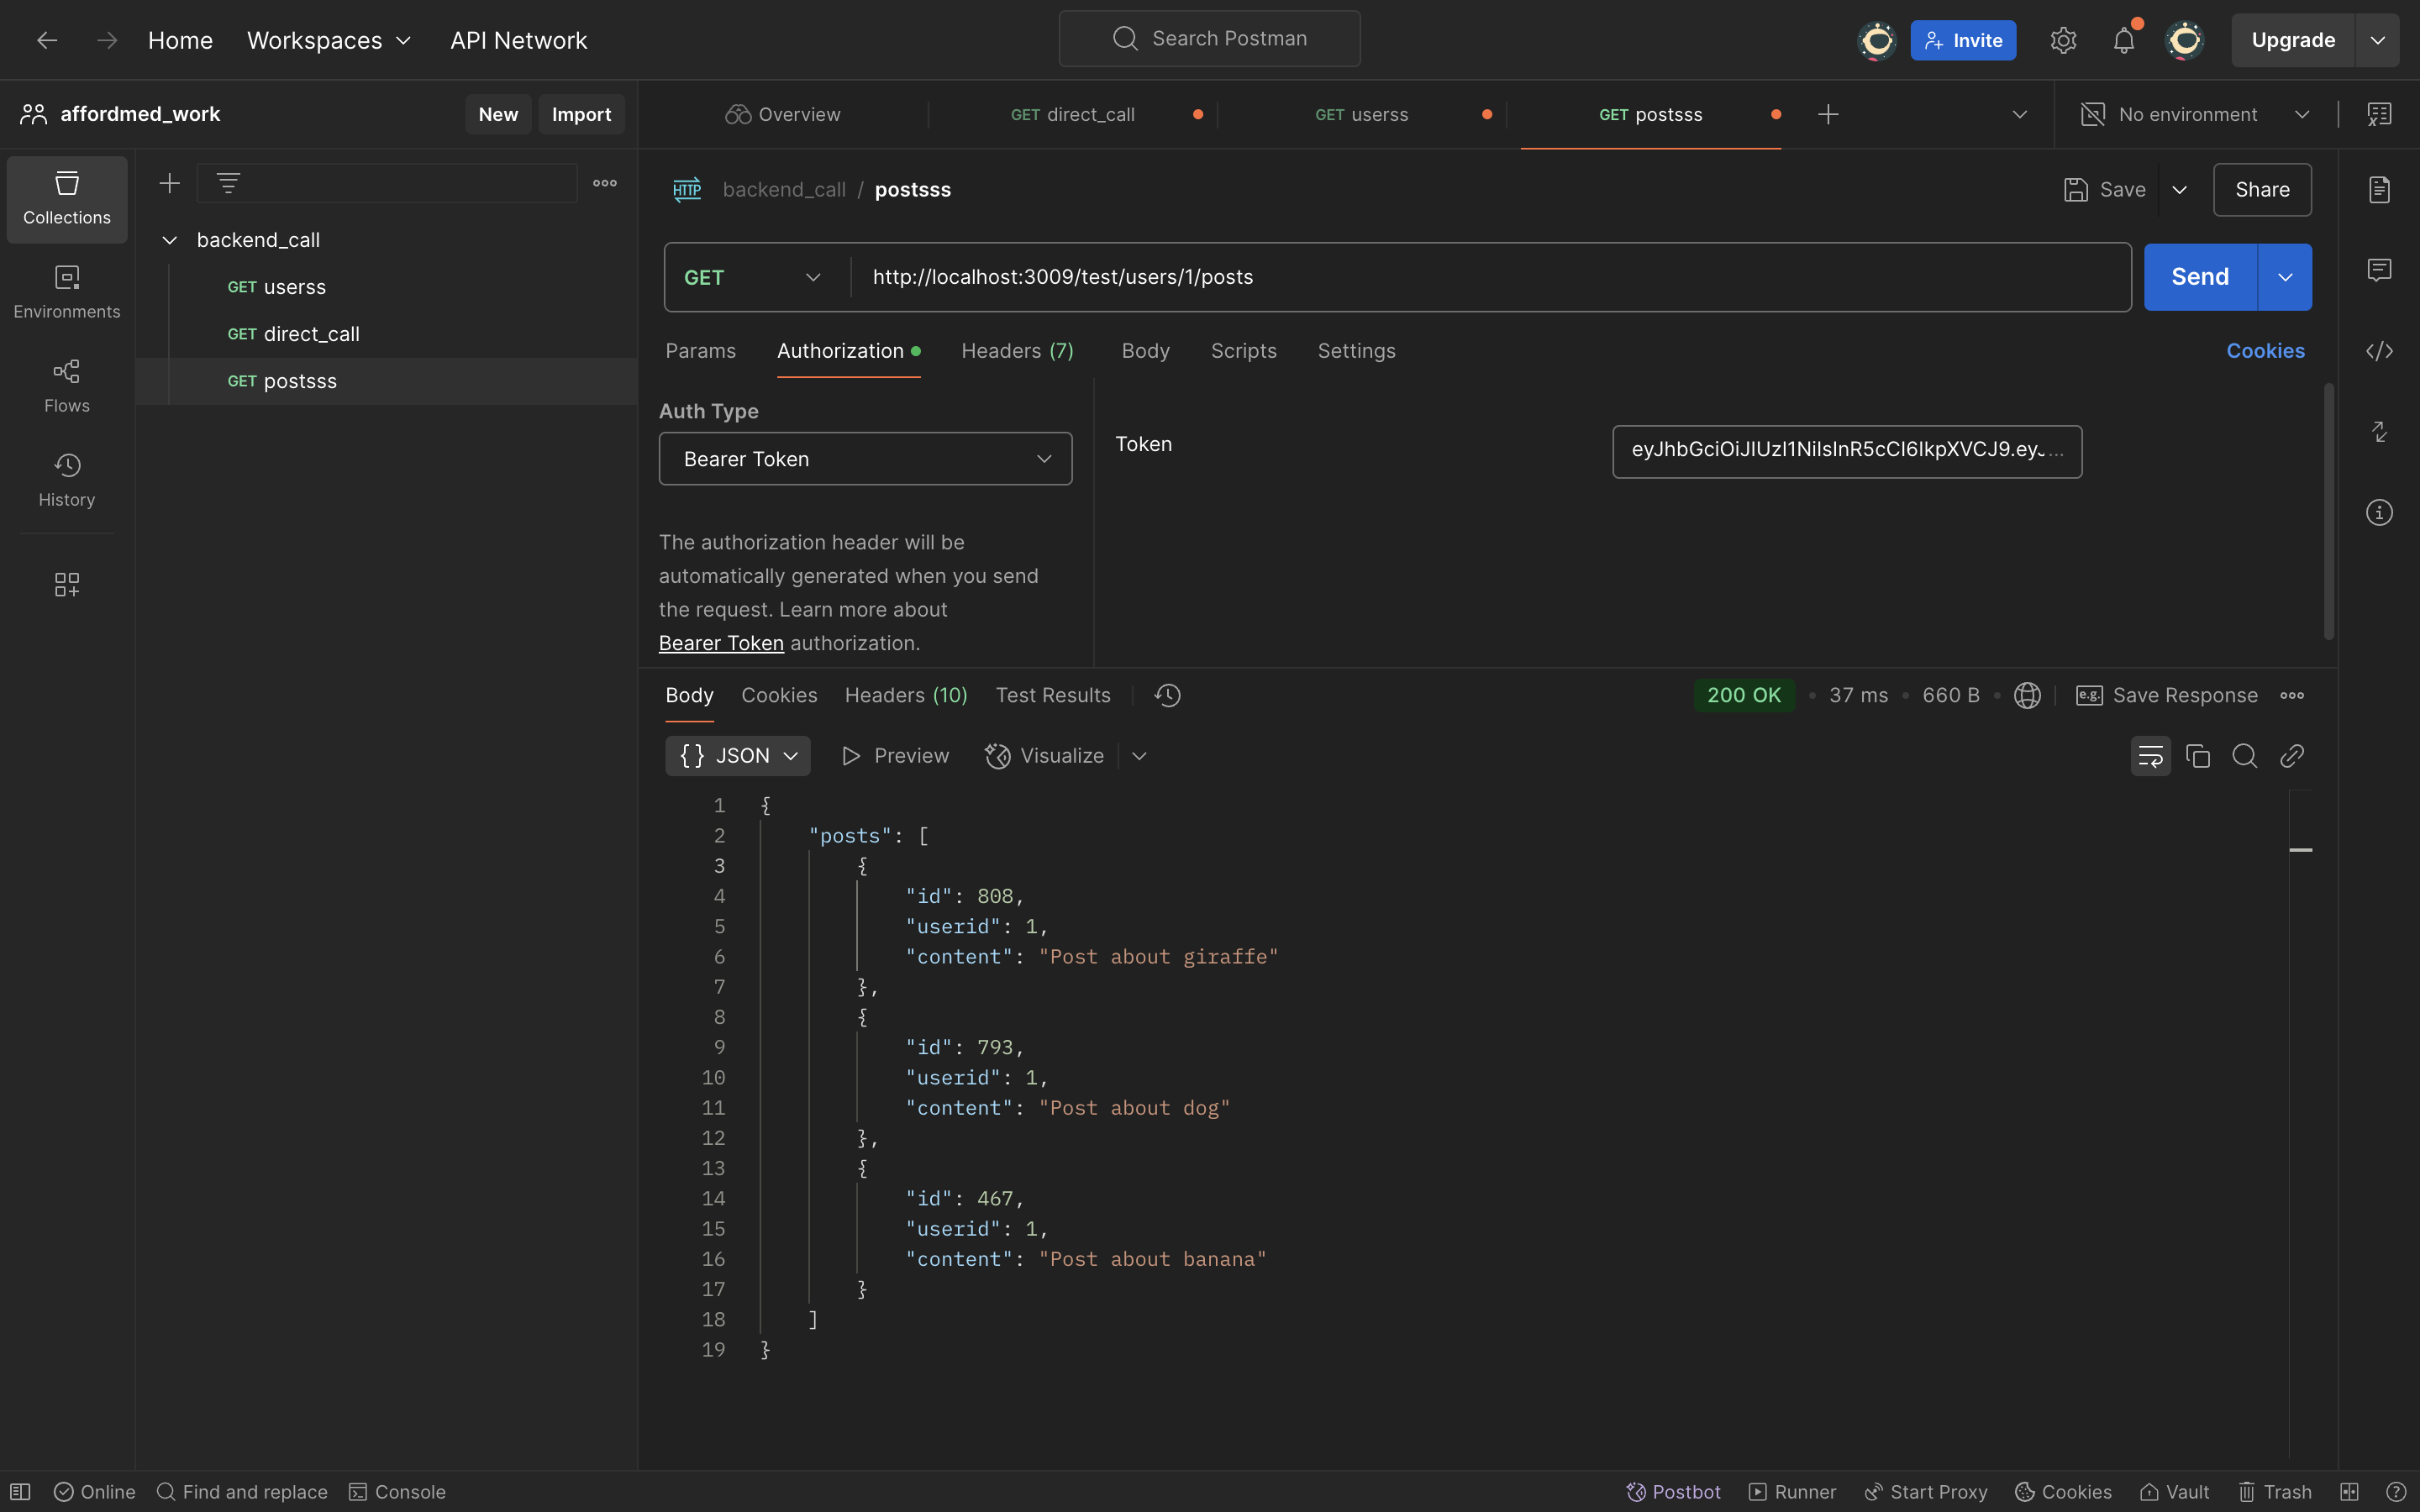 Home Workspaces API Network Search Postman Invite Upgrade
affordmed_work New Import Overview GET direct_call GET userss GET postsss No environment
Collections
Environments
Flows
History
backend_call
GET userss
GET direct_call
GET postsss
HTTP backend_call / postsss Save Share
GET http://localhost:3009/test/users/1/posts Send
Params Authorization Headers (7) Body Scripts Settings Cookies
Auth Type
Bearer Token
The authorization header will be
automatically generated when you send
the request. Learn more about
Bearer Token authorization.
Token eyJhbGciOiJIUzI1NiIsInR5cCI6IkpXVCJ9.eyJ...
Body Cookies Headers (10) Test Results 200 OK • 37 ms • 660 B • e.g. Save Response
{} JSON Preview Visualize
1 {
2 "posts": [
3 {
4 "id": 808,
5 "userid": 1,
6 "content": "Post about giraffe"
7 },
8 {
9 "id": 793,
10 "userid": 1,
11 "content": "Post about dog"
12 },
13 {
14 "id": 467,
15 "userid": 1,
16 "content": "Post about banana"
17 }
18 ]
19 }
Online Find and replace Console Postbot Runner Start Proxy Cookies Vault Trash